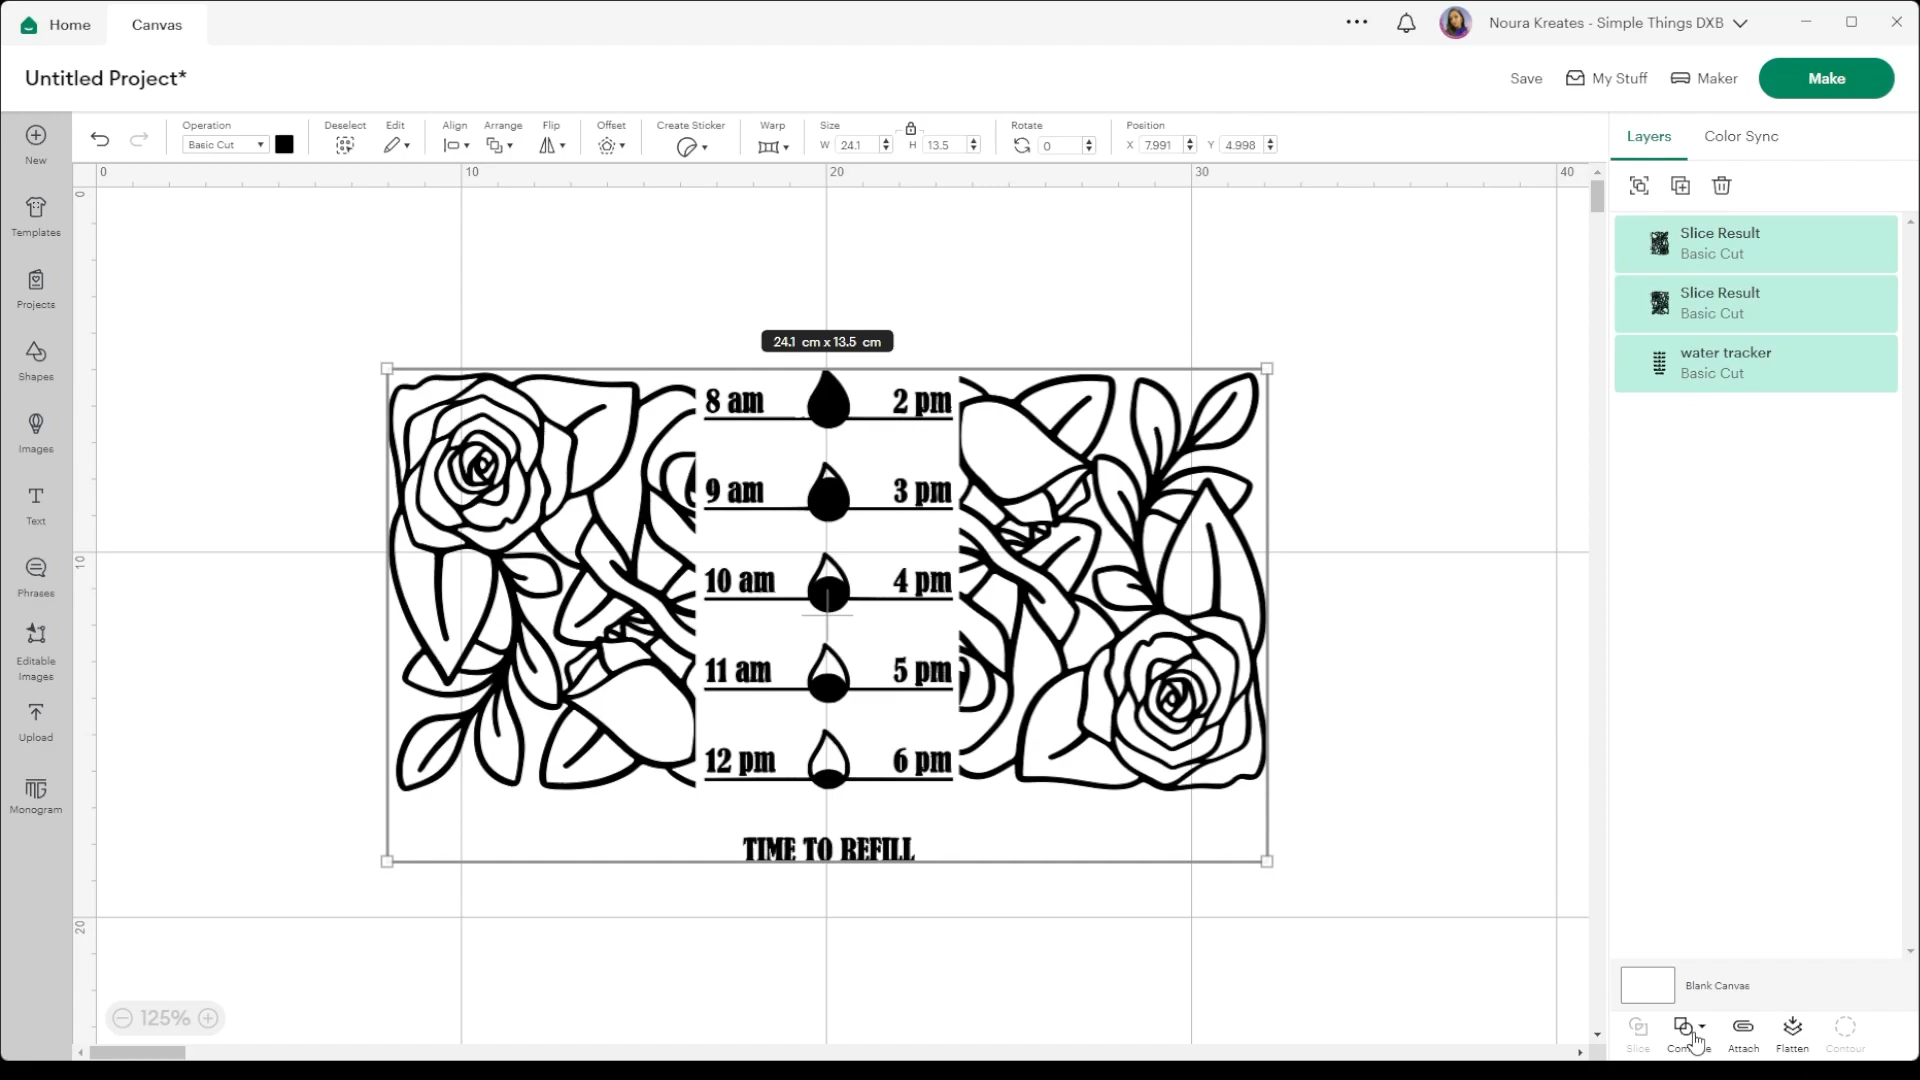 Home
Canvas
Noura Kreates - Simple Things DXB
Untitled Project*
Save
My Stuff
Maker
Make
Operation
Basic Cut
Deselect
Edit
Align
Arrange
Flip
Offset
Create Sticker
Warp
Size
W 24.1
H 13.5
Rotate
0
Position
X 7.991
Y 4.998
Layers
Color Sync
New
Templates
Projects
Shapes
Images
Text
Phrases
Editable
Images
Upload
Monogram
0
10
20
30
40
0
10
20
24.1 cm x 13.5 cm
8 am
2 pm
9 am
3 pm
10 am
4 pm
11 am
5 pm
12 pm
6 pm
TIME TO REFILL
125%
Slice Result
Basic Cut
Slice Result
Basic Cut
water tracker
Basic Cut
Blank Canvas
Slice
Attach
Flatten
Contour